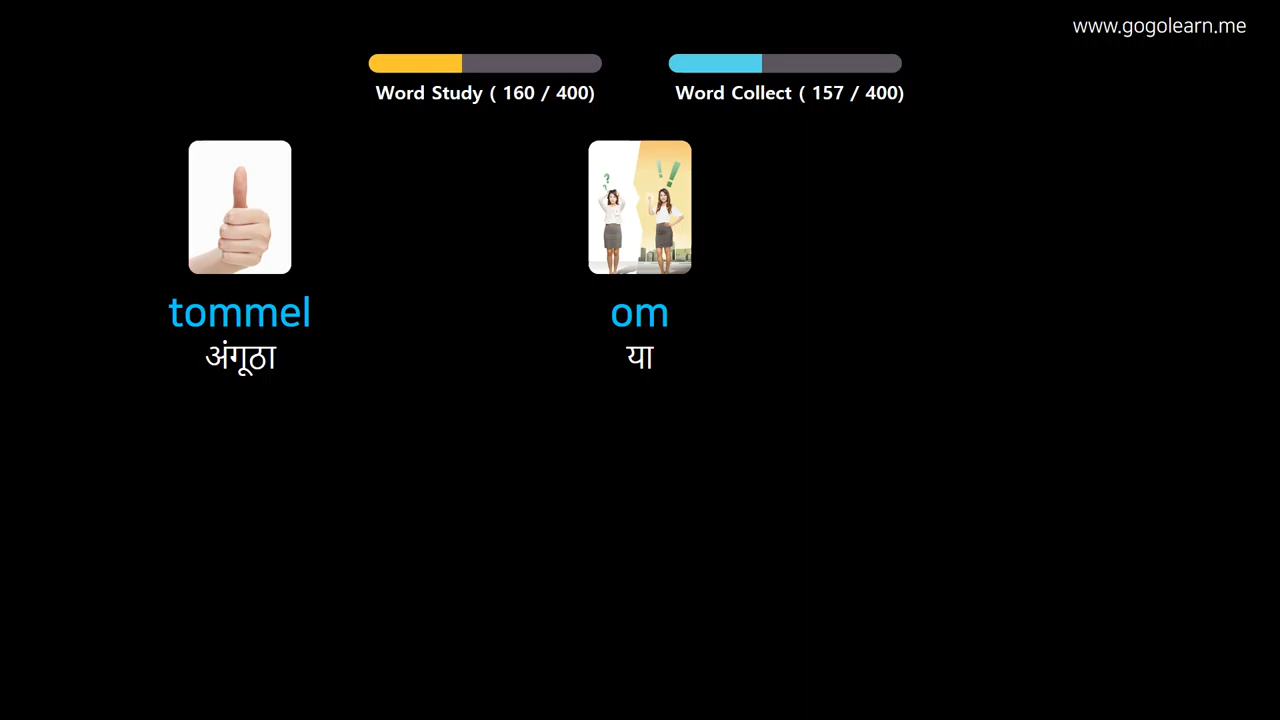 www.gogolearn.me
Word Study ( 160 / 400)
Word Collect ( 157 / 400)
tommel
अंगूठा
om
या